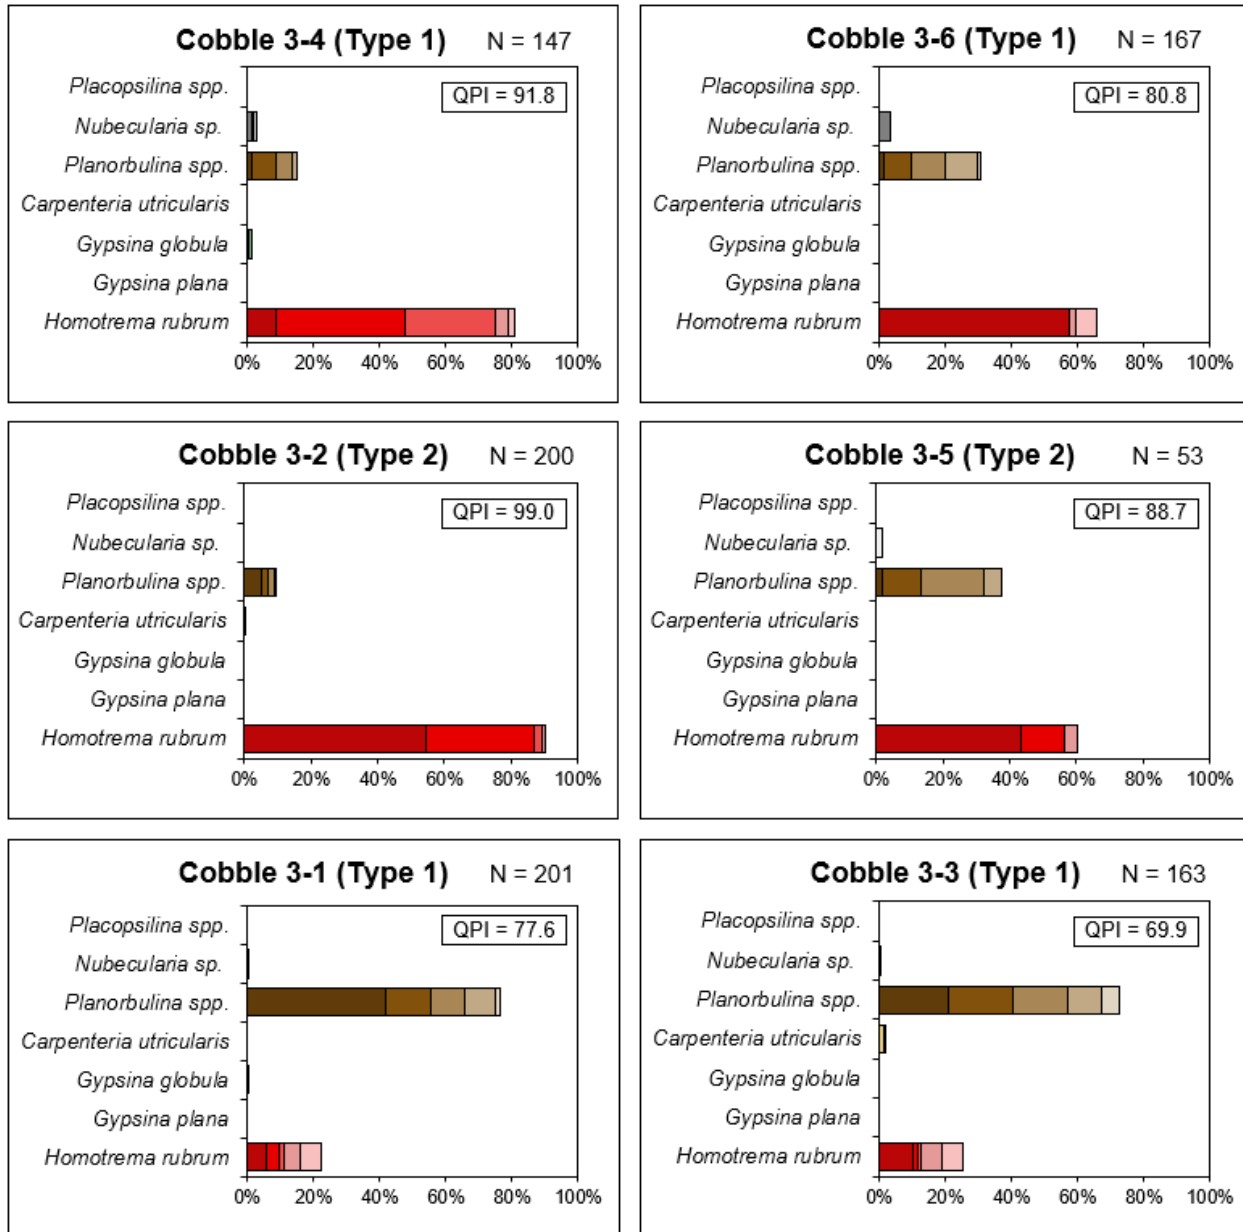 Cobble 3-4 (Type 1) N = 147
QPI = 91.8
Placopsilina spp.
Nubecularia sp.
Planorbulina spp.
Carpenteria utricularis
Gypsina globula
Gypsina plana
Homotrema rubrum
0% 20% 40% 60% 80% 100%
Cobble 3-6 (Type 1) N = 167
QPI = 80.8
Placopsilina spp.
Nubecularia sp.
Planorbulina spp.
Carpenteria utricularis
Gypsina globula
Gypsina plana
Homotrema rubrum
0% 20% 40% 60% 80% 100%
Cobble 3-2 (Type 2) N = 200
QPI = 99.0
Placopsilina spp.
Nubecularia sp.
Planorbulina spp.
Carpenteria utricularis
Gypsina globula
Gypsina plana
Homotrema rubrum
0% 20% 40% 60% 80% 100%
Cobble 3-5 (Type 2) N = 53
QPI = 88.7
Placopsilina spp.
Nubecularia sp.
Planorbulina spp.
Carpenteria utricularis
Gypsina globula
Gypsina plana
Homotrema rubrum
0% 20% 40% 60% 80% 100%
Cobble 3-1 (Type 1) N = 201
QPI = 77.6
Placopsilina spp.
Nubecularia sp.
Planorbulina spp.
Carpenteria utricularis
Gypsina globula
Gypsina plana
Homotrema rubrum
0% 20% 40% 60% 80% 100%
Cobble 3-3 (Type 1) N = 163
QPI = 69.9
Placopsilina spp.
Nubecularia sp.
Planorbulina spp.
Carpenteria utricularis
Gypsina globula
Gypsina plana
Homotrema rubrum
0% 20% 40% 60% 80% 100%